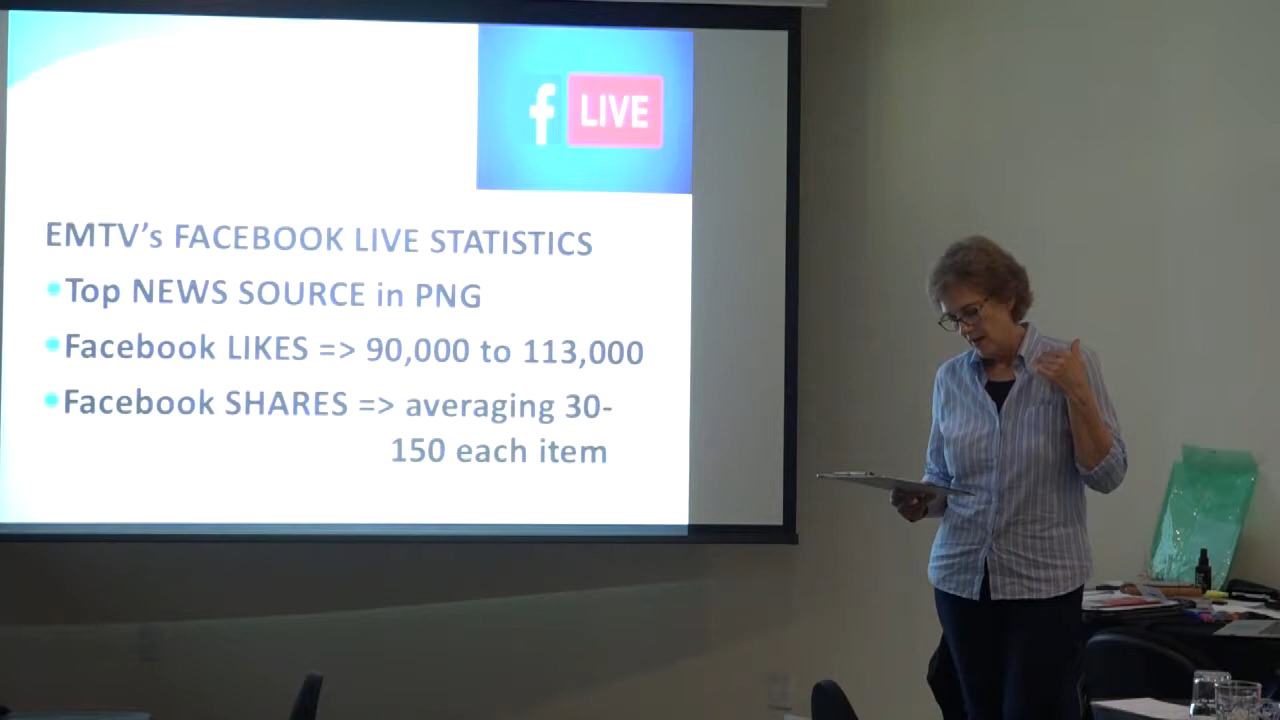 f LIVE
EMTV's FACEBOOK LIVE STATISTICS
Top NEWS SOURCE in PNG
Facebook LIKES => 90,000 to 113,000
Facebook SHARES => averaging 30-
150 each item